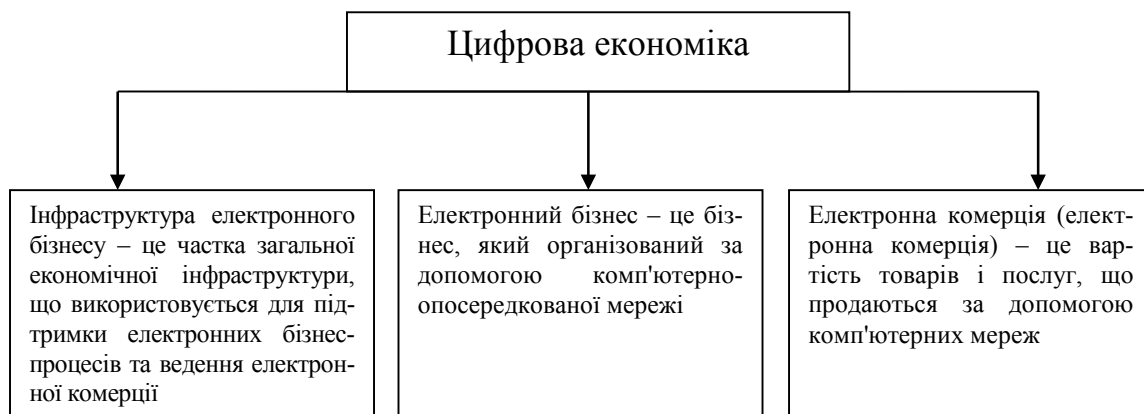 Цифрова економіка
Інфраструктура електронного
бізнесу – це частка загальної
економічної інфраструктури,
що використовується для під-
тримки електронних бізнес-
процесів та ведення електрон-
ної комерції
Електронний бізнес – це біз-
нес, який організований за
допомогою комп'ютерно-
опосередкованої мережі
Електронна комерція (елект-
ронна комерція) – це вар-
тість товарів і послуг, що
продаються за допомогою
комп'ютерних мереж